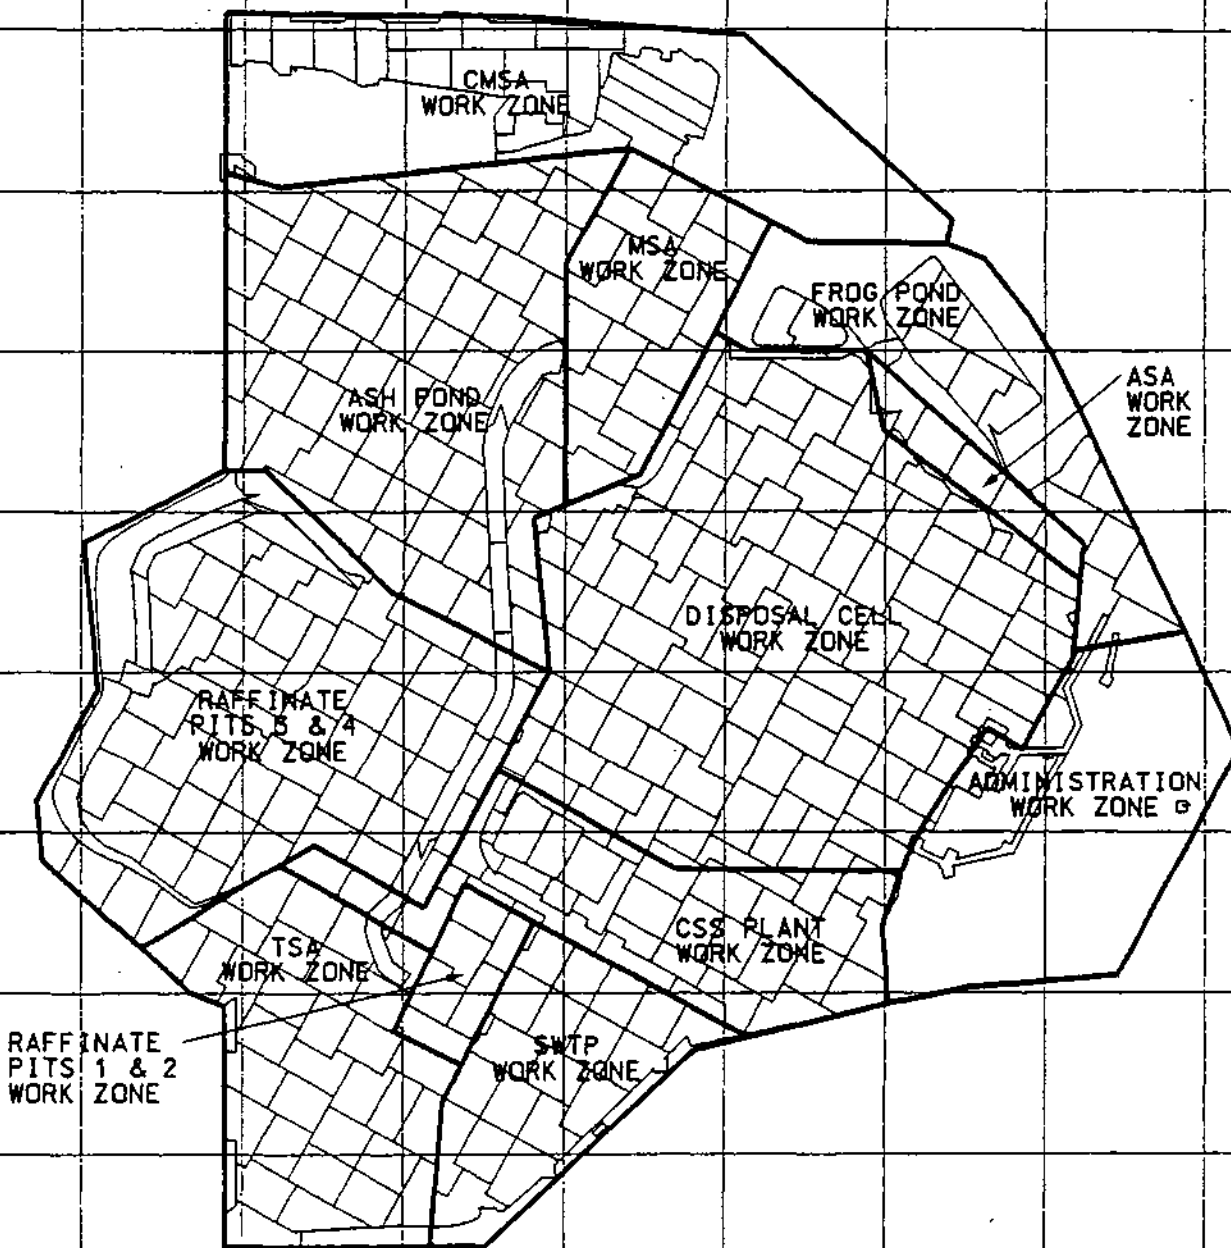 CMSA
WORK ZONE
MSA
WORK ZONE
FROG POND
WORK ZONE
ASH POND
WORK ZONE
ASA
WORK
ZONE
DISPOSAL CELL
WORK ZONE
RAFFINATE
PITS 3 & 4
WORK ZONE
ADMINISTRATION
WORK ZONE
CSS PLANT
WORK ZONE
TSA
WORK ZONE
RAFFINATE
PITS 1 & 2
WORK ZONE
SWTP
WORK ZONE